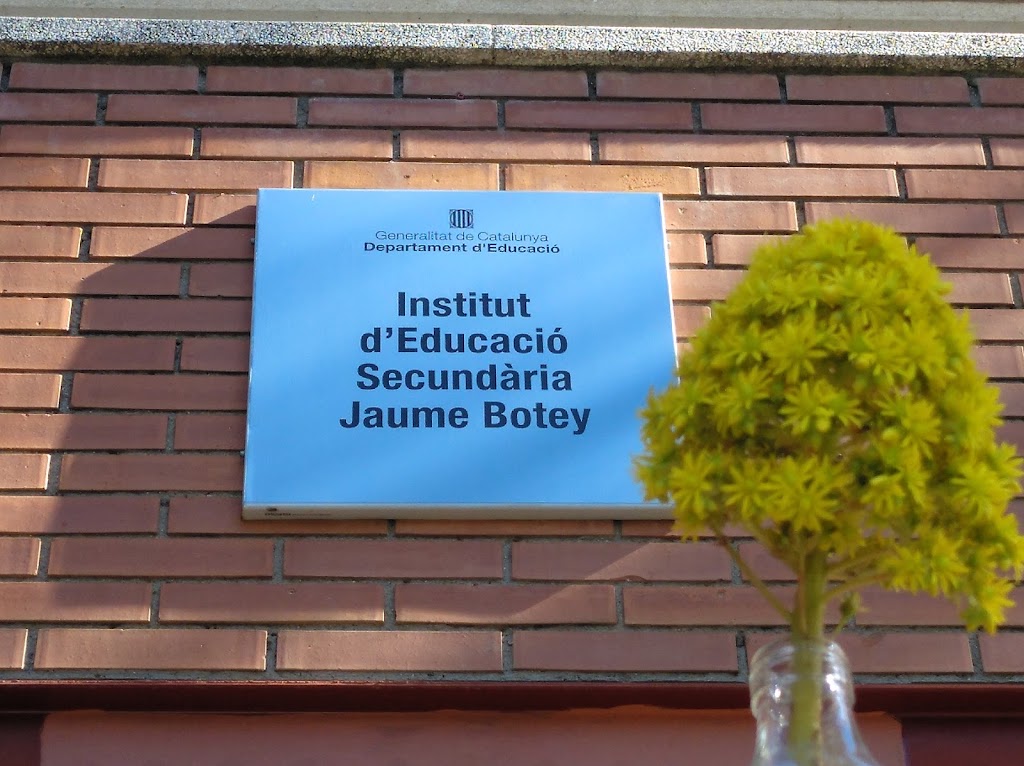 Generalitat de Catalunya
Departament d'Educació
Institut
d'Educació
Secundària
Jaume Botey